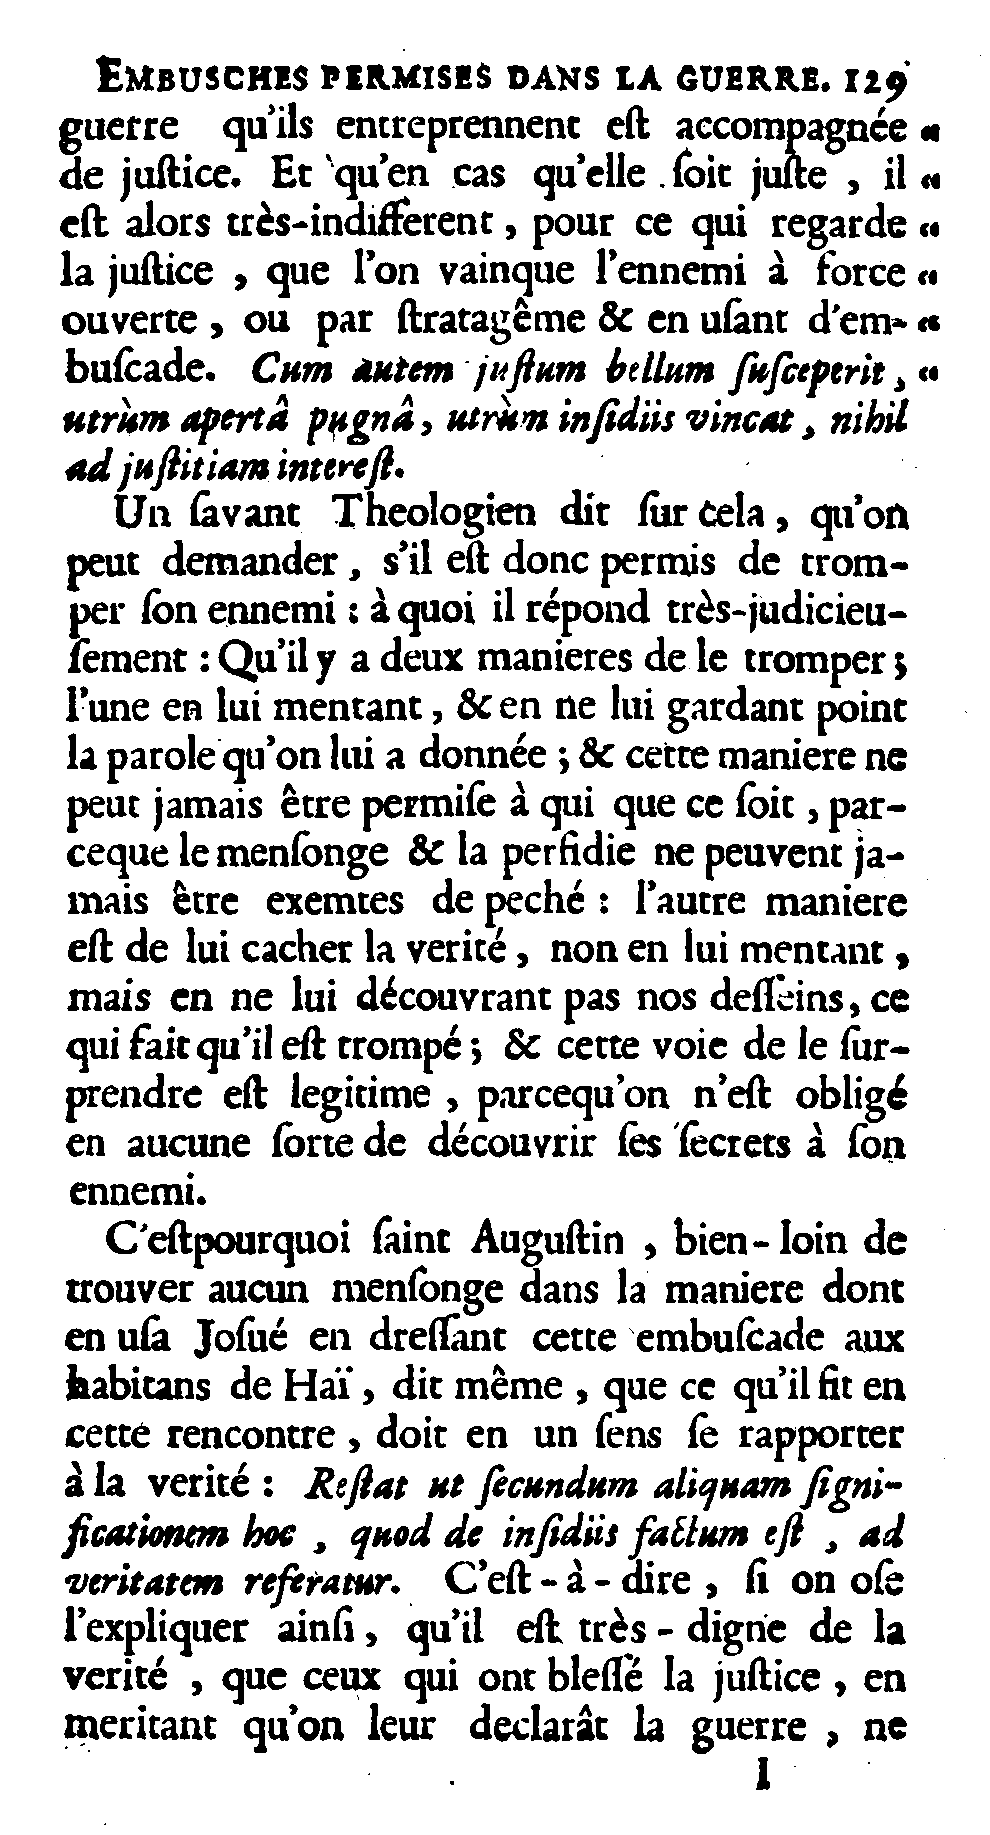 EMBUSCHES PERMISES DANS LA GUERRE. 129
guerre qu'ils entreprennent eſt accompagnée “
de juſtice. Et qu'en cas qu'elle ſoit juſte , il “
eſt alors très-indifferent , pour ce qui regarde “
la juſtice , que l'on vainque l'ennemi à force “
ouverte , ou par ſtratagême & en uſant d'em- “
buſcade. Cum autem juſtum bellum ſuſceperit , “
utrùm apertâ pugnâ , utrùm inſidiis vincat , nihil
ad juſtitiam intereſt.
Un ſavant Theologien dit ſur cela , qu'on
peut demander , s'il eſt donc permis de trom-
per ſon ennemi : à quoi il répond très-judicieu-
ſement : Qu'il y a deux manieres de le tromper ;
l'une en lui mentant , & en ne lui gardant point
la parole qu'on lui a donnée ; & cette maniere ne
peut jamais être permiſe à qui que ce ſoit , par-
ceque le menſonge & la perfidie ne peuvent ja-
mais être exemtes de peché : l'autre maniere
eſt de lui cacher la verité , non en lui mentant ,
mais en ne lui découvrant pas nos deſſeins, ce
qui fait qu'il eſt trompé ; & cette voie de le ſur-
prendre eſt legitime , parcequ'on n'eſt obligé
en aucune ſorte de découvrir ſes ſecrets à ſon
ennemi.
C'eſtpourquoi ſaint Auguſtin , bien-loin de
trouver aucun menſonge dans la maniere dont
en uſa Joſué en dreſſant cette embuſcade aux
habitans de Haï , dit même , que ce qu'il fit en
cette rencontre , doit en un ſens ſe rapporter
à la verité : Reſtat ut ſecundum aliquam ſigni-
ficationem hoc , quod de inſidiis factum eſt , ad
veritatem referatur. C'eſt-à-dire , ſi on oſe
l'expliquer ainſi , qu'il eſt très-digne de la
verité , que ceux qui ont bleſſé la juſtice , en
meritant qu'on leur declarât la guerre , ne
I